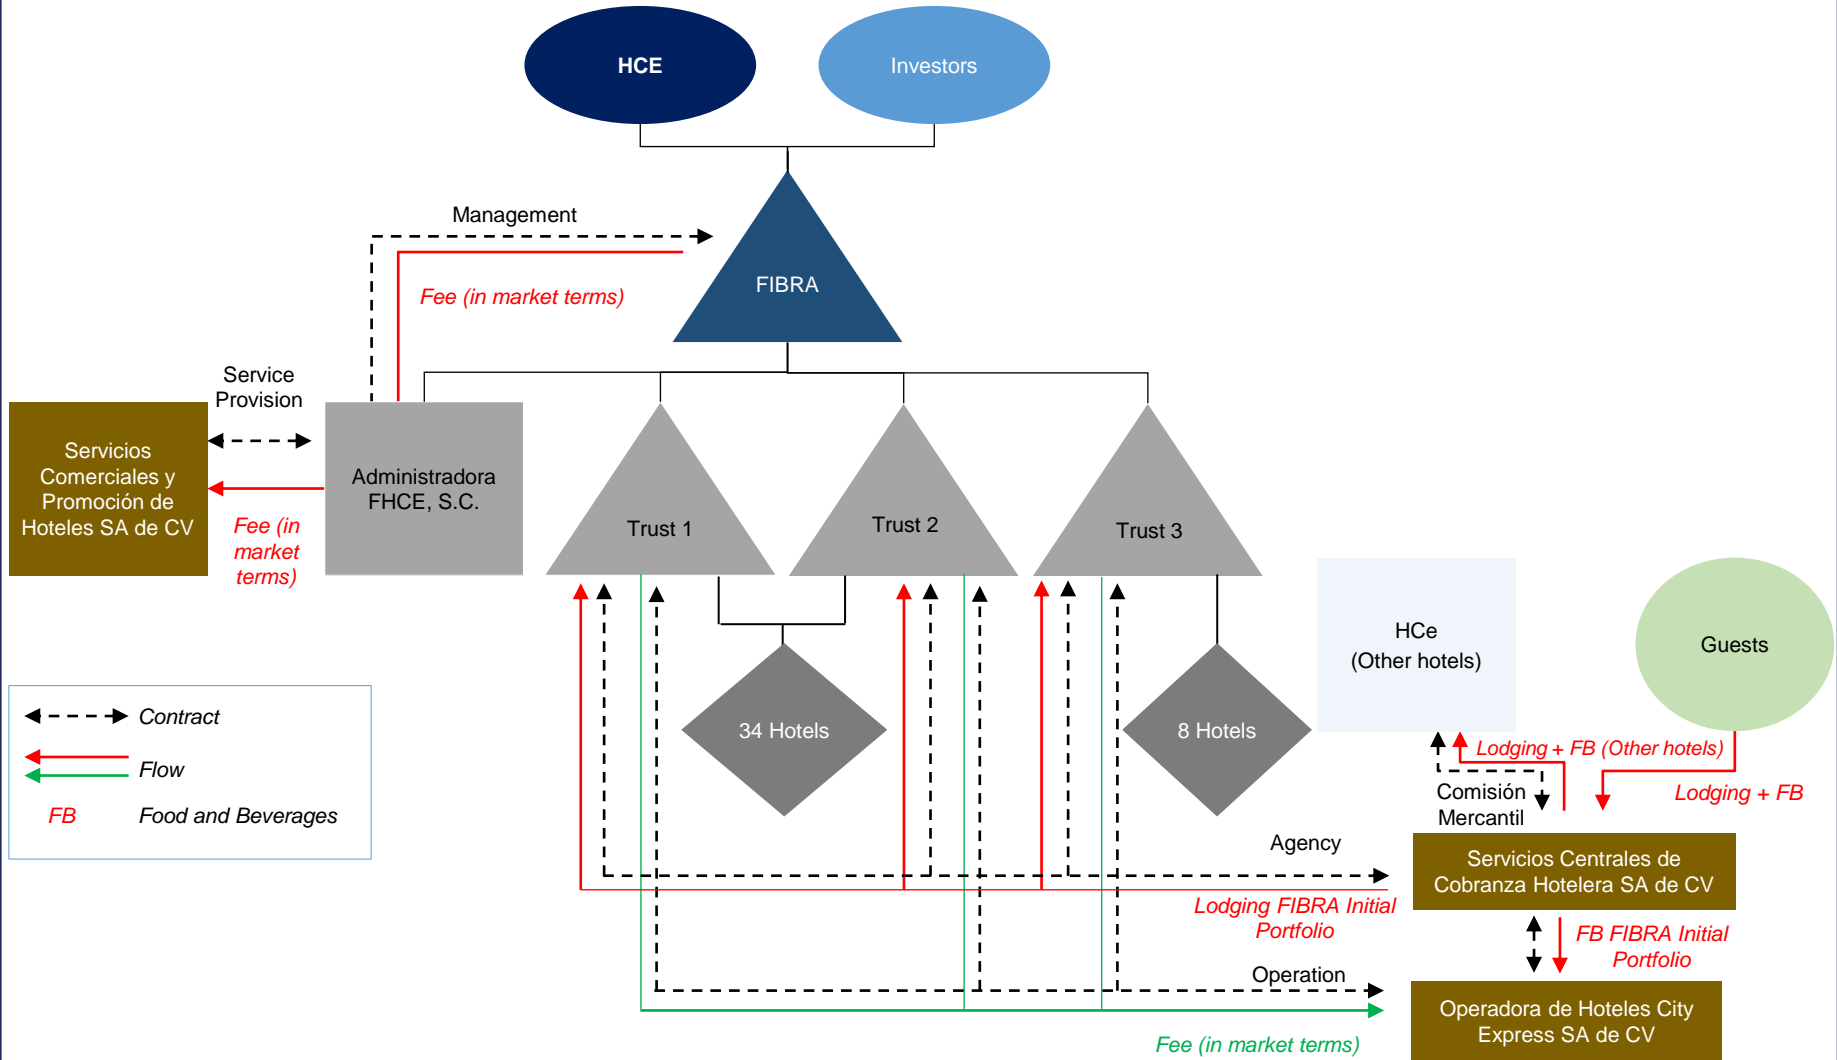 HCE
Investors
Management
FIBRA
Fee (in market terms)
Service
Provision
Servicios
Comerciales y
Promoción de
Hoteles SA de CV
Administradora
FHCE, S.C.
Fee (in
market
terms)
Trust 1
Trust 2
Trust 3
HCe
(Other hotels)
Guests
34 Hotels
8 Hotels
Contract
Flow
FB
Food and Beverages
Lodging + FB (Other hotels)
Lodging + FB
Comisión
Mercantil
Agency
Servicios Centrales de
Cobranza Hotelera SA de CV
Lodging FIBRA Initial
Portfolio
FB FIBRA Initial
Portfolio
Operation
Operadora de Hoteles City
Express SA de CV
Fee (in market terms)